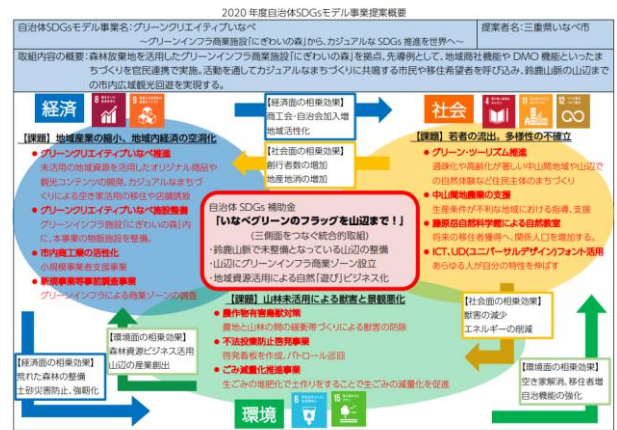 2020年度自治体SDGsモデル事業提案概要
自治体SDGsモデル事業名：グリーンクリエイティブいなべ
～グリーンインフラ商業施設「にぎわいの森」から、カジュアルなSDGs推進を世界へ～
提案者名：三重県いなべ市
取組内容の概要：森林放棄地を活用したグリーンインフラ商業施設「にぎわいの森」を拠点、先導例として、地域商社機能やDMO機能といったま
ちづくりを官民連携で実施。活動を通してカジュアルなまちづくりに共鳴する市民や移住希望者を呼び込み、鈴鹿山脈の山辺まで
の市内広域観光回遊を実現する。
経済
8
9
【課題】地域産業の縮小、地域内経済の空洞化
●グリーンクリエイティブいなべ推進
未活用の地域資源を活用したオリジナル商品や
観光コンテンツの開発、カジュアルなまちづ
くりによる空き家活用の移住や店舗誘致
●グリーンクリエイティブいなべ施設整備
グリーンインフラ施設「にぎわいの森」内
に、本事業の物販施設を整備。
●市内商工業の活性化
小規模事業者支援事業
●新規事業等事前調査事業
グリーンインフラによる商業ゾーンの調査
【経済面の相乗効果】
商工会・自治会加入増
地域活性化
【社会面の相乗効果】
創行者数の増加
地産地消の増加
社会
4
11
12
【課題】若者の流出。多様性の不確立
●グリーン・ツーリズム推進
過疎化や高齢化が著しい中山間地域や山辺で
の自然体験など住民主体のまちづくり
●中山間地農業の支援
生産条件が不利な地域における指導、支援
●藤原岳自然科学館による自然教室
将来の移住者獲得へ、関係人口を増加する。
●ICT、UD(ユニバーサルデザイン)フォント活用
あらゆる人が自分の特性を伸ばす
自治体SDGs補助金
「いなべグリーンのフラッグを山辺まで！」
（三側面をつなぐ統合的取組）
・鈴鹿山脈で未整備となっている山辺の整備
・山辺にグリーンインフラ商業ゾーン設立
・地域資源活用による自然「遊び」ビジネス化
【課題】山林未活用による獣害と景観悪化
●農作物有害鳥獣対策
農地と山林の間の緩衝帯づくりによる獣害の防除
●不法投棄防止啓発事業
啓発看板を作成、パトロール巡回
●ごみ減量化推進事業
生ごみの堆肥化で土作りをすることで生ごみの減量化を促進
環境
6
15
【環境面の相乗効果】
森林資源ビジネス活用
山辺の産業創出
【経済面の相乗効果】
荒れた森林の整備
土砂災害防止、強靭化
【社会面の相乗効果】
獣害の減少
エネルギーの削減
【環境面の相乗効果】
空き家解消、移住者増
自治機能の強化